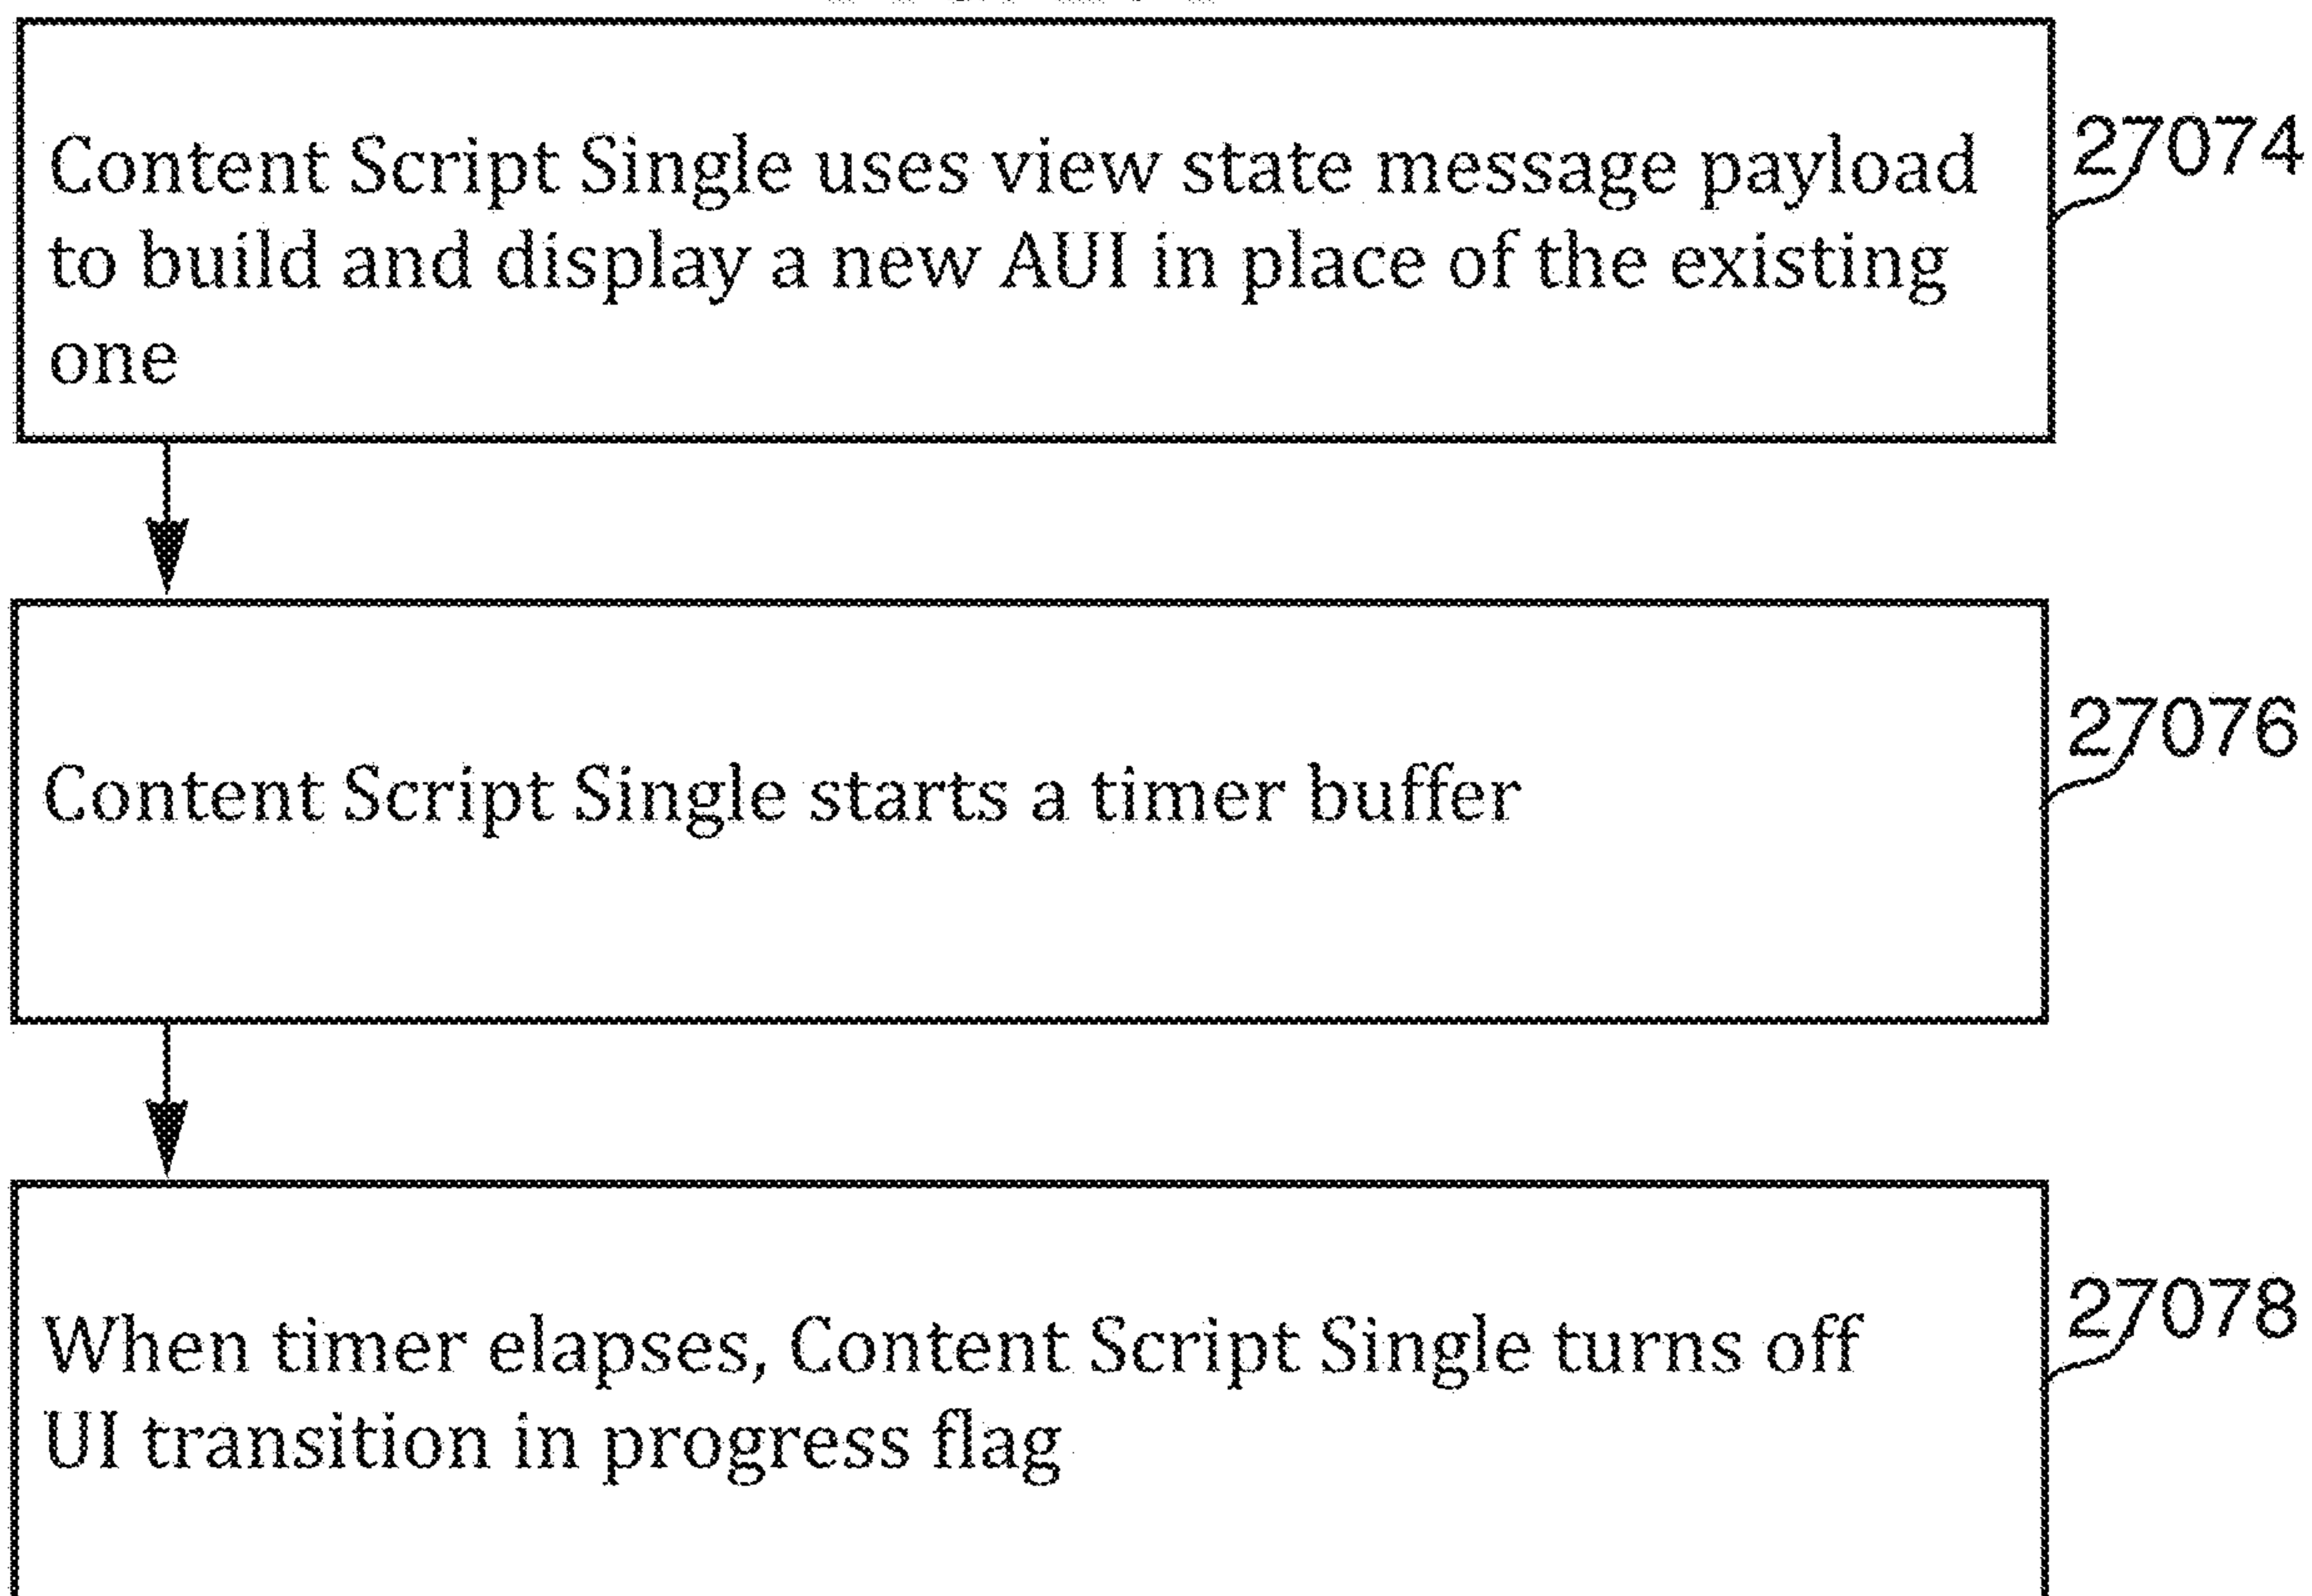 Content Script Single uses view state message payload
27074
to build and display a new AUI in place of the existing
one
27076
Content Script Single starts a timer buffer
27078
When timer elapses, Content Script Single turns off
UI transition in progress flag